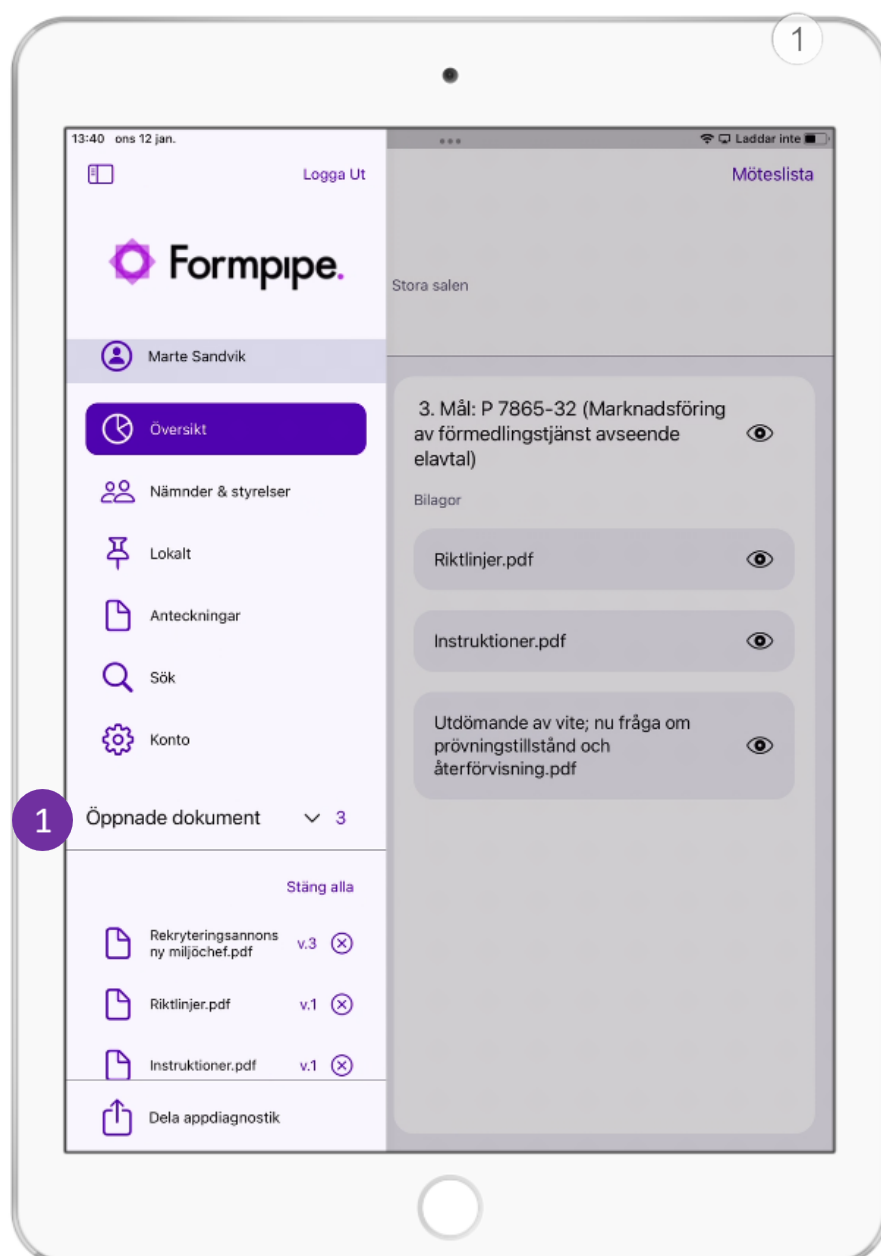 1
13:40 ons 12 jan.
Laddar inte
Logga Ut
Möteslista
Formpipe.
Stora salen
Marte Sandvik
Översikt
Nämnder & styrelser
Lokalt
Anteckningar
Sök
Konto
1
Öppnade dokument 3
Stäng alla
Rekryteringsannons
ny miljöchef.pdf
v.3
Riktlinjer.pdf v.1
Instruktioner.pdf v.1
Dela appdiagnostik
3. Mål: P 7865-32 (Marknadsföring
av förmedlingstjänst avseende
elavtal)
Bilagor
Riktlinjer.pdf
Instruktioner.pdf
Utdömande av vite; nu fråga om
prövningstillstånd och
återförvisning.pdf